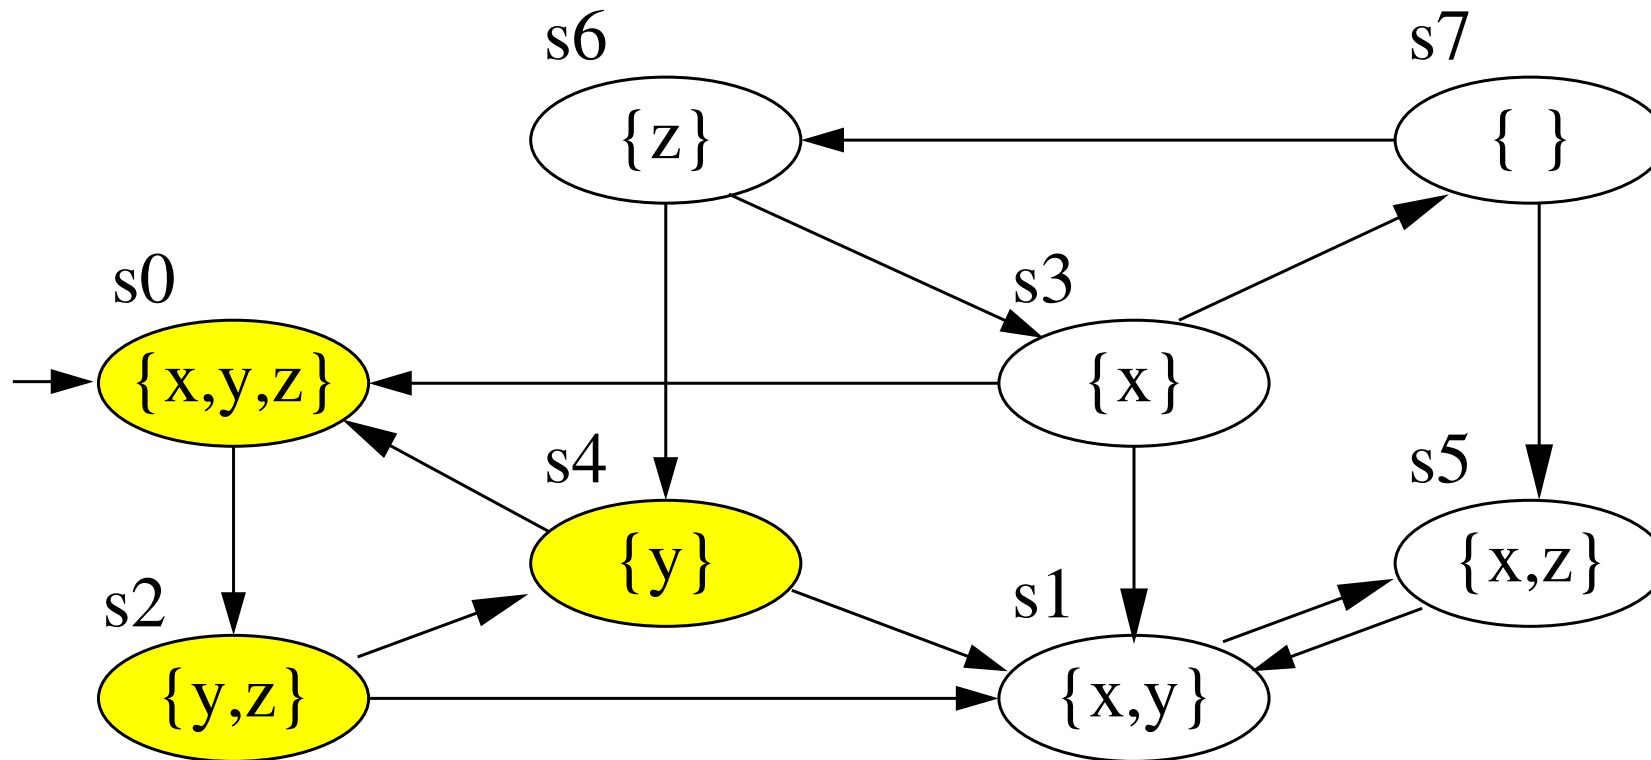 s6
s7
{z}
{ }
s0
s3
{x,y,z}
{x}
s4
s5
{y}
{x,z}
s2
s1
{y,z}
{x,y}